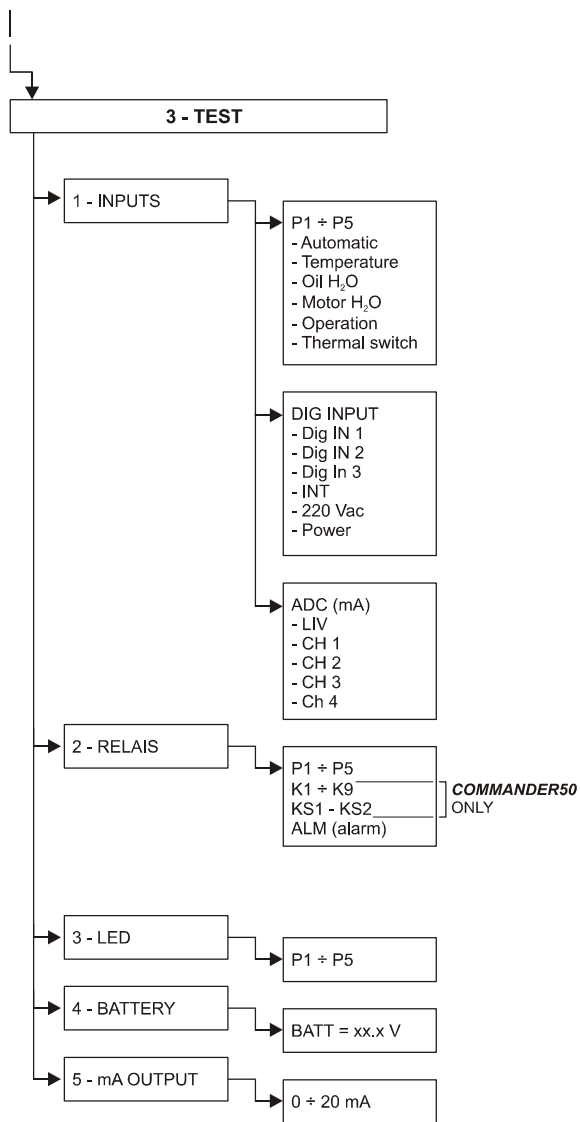 3 - TEST
1 - INPUTS
P1 ÷ P5
- Automatic
- Temperature
- Oil H₂O
- Motor H₂O
- Operation
- Thermal switch
DIG INPUT
- Dig IN 1
- Dig IN 2
- Dig In 3
- INT
- 220 Vac
- Power
ADC (mA)
- LIV
- CH 1
- CH 2
- CH 3
- Ch 4
2 - RELAIS
P1 ÷ P5
K1 ÷ K9
KS1 - KS2
ALM (alarm)
COMMANDER50
ONLY
3 - LED
P1 ÷ P5
4 - BATTERY
BATT = xx.x V
5 - mA OUTPUT
0 ÷ 20 mA